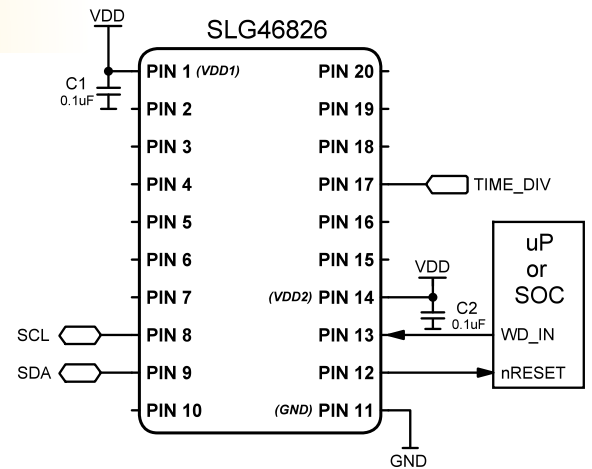 VDD
SLG46826
C1
0.1uF
PIN 1 (VDD1)
PIN 2
PIN 3
PIN 4
PIN 5
PIN 6
PIN 7
SCL
PIN 8
SDA
PIN 9
PIN 10
PIN 20
PIN 19
PIN 18
PIN 17
TIME_DIV
PIN 16
PIN 15
(VDD2) PIN 14
VDD
C2
0.1uF
PIN 13
PIN 12
(GND) PIN 11
GND
uP
or
SOC
WD_IN
nRESET